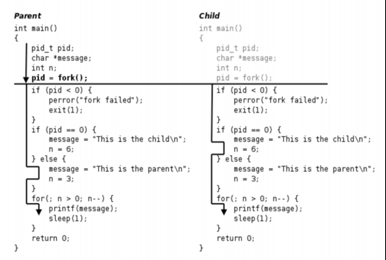 Parent
int main()
{
pid_t pid;
char *message;
int n;
pid = fork();
if (pid < 0) {
perror("fork failed");
exit(1);
}
if (pid == 0) {
message = "This is the child\n";
n = 6;
} else {
message = "This is the parent\n";
n = 3;
}
for(; n > 0; n--) {
printf(message);
sleep(1);
}
return 0;
}
Child
int main()
{
pid_t pid;
char *message;
int n;
pid = fork();
if (pid < 0) {
perror("fork failed");
exit(1);
}
if (pid == 0) {
message = "This is the child\n";
n = 6;
} else {
message = "This is the parent\n";
n = 3;
}
for(; n > 0; n--) {
printf(message);
sleep(1);
}
return 0;
}